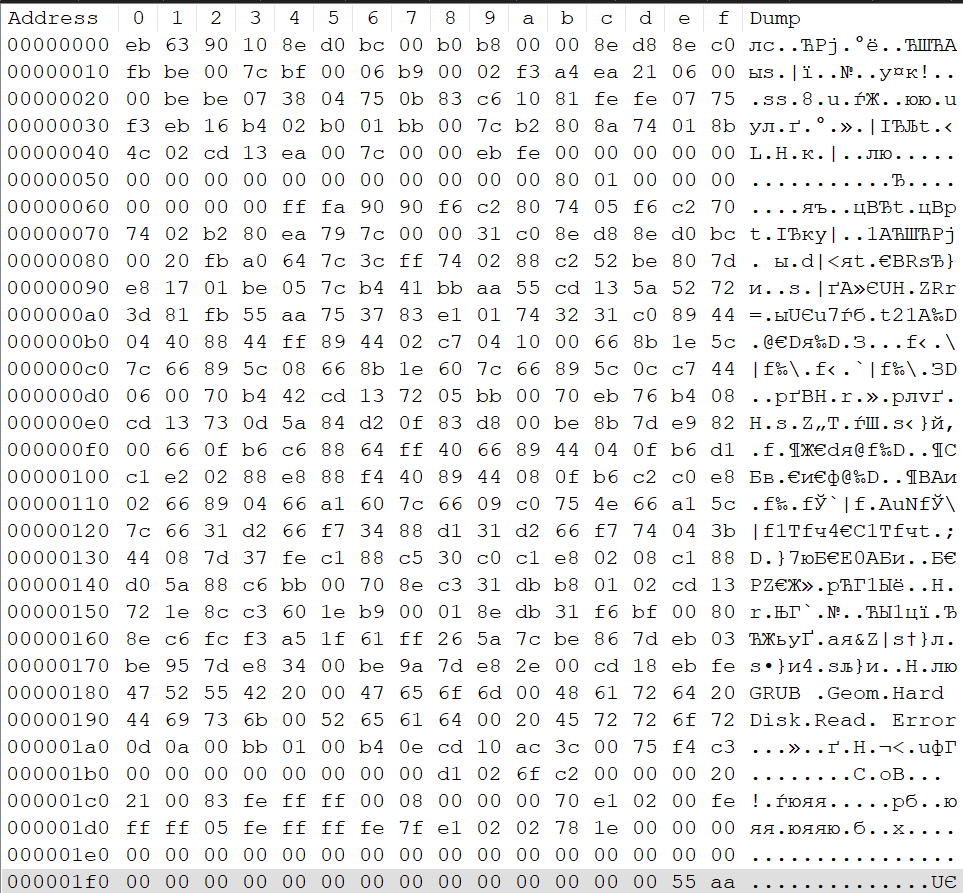 Address 0 1 2 3 4 5 6 7 8 9 a b c d e f Dump
00000000 eb 63 90 10 8e d0 bc 00 b0 b8 00 00 8e d8 8e c0 лс..ЋРј.°ё..ЋШЋА
00000010 fb be 00 7c bf 00 06 b9 00 02 f3 a4 ea 21 06 00 ыѕ.|ї..№..у¤к!..
00000020 00 be be 07 38 04 75 0b 83 c6 10 81 fe fe 07 75 .ѕѕ.8.u.ѓЖ..юю.u
00000030 f3 eb 16 b4 02 b0 01 bb 00 7c b2 80 8a 74 01 8b ул.ґ.°.».|ІЂЉt.‹
00000040 4c 02 cd 13 ea 00 7c 00 00 eb fe 00 00 00 00 00 L.Н.к.|..лю.....
00000050 00 00 00 00 00 00 00 00 00 00 00 80 01 00 00 00 ...........Ђ....
00000060 00 00 00 00 ff fa 90 90 f6 c2 80 74 05 f6 c2 70 ....яъ..цВЂt.цВp
00000070 74 02 b2 80 ea 79 7c 00 00 31 c0 8e d8 8e d0 bc t.ІЂкy|..1АЋШЋРј
00000080 00 20 fb a0 64 7c 3c ff 74 02 88 c2 52 be 80 7d . ы.d|<яt.€ВRѕЂ}
00000090 e8 17 01 be 05 7c b4 41 bb aa 55 cd 13 5a 52 72 и..ѕ.|ґA»ЄUН.ZRr
000000a0 3d 81 fb 55 aa 75 37 83 e1 01 74 32 31 c0 89 44 =.ыUЄu7ѓб.t21А‰D
000000b0 04 40 88 44 ff 89 44 02 c7 04 10 00 66 8b 1e 5c .@€Dя‰D.З...f‹.\
000000c0 7c 66 89 5c 08 66 8b 1e 60 7c 66 89 5c 0c c7 44 |f‰\.f‹.`|f‰\.ЗD
000000d0 06 00 70 b4 42 cd 13 72 05 bb 00 70 eb 76 b4 08 ..pґBН.r.».pлvґ.
000000e0 cd 13 73 0d 5a 84 d2 0f 83 d8 00 be 8b 7d e9 82 Н.s.Z„Т.ѓШ.ѕ‹}й‚
000000f0 00 66 0f b6 c6 88 64 ff 40 66 89 44 04 0f b6 d1 .f.¶Ж€dя@f‰D..¶С
00000100 c1 e2 02 88 e8 88 f4 40 89 44 08 0f b6 c2 c0 e8 Бв.€и€ф@‰D..¶ВАи
00000110 02 66 89 04 66 a1 60 7c 66 09 c0 75 4e 66 a1 5c .f‰.fЎ`|f.АuNfЎ\
00000120 7c 66 31 d2 66 f7 34 88 d1 31 d2 66 f7 74 04 3b |f1Тfч4€С1Тfчt.;
00000130 44 08 7d 37 fe c1 88 c5 30 c0 c1 e8 02 08 c1 88 D.}7юБ€Е0АБи..Б€
00000140 d0 5a 88 c6 bb 00 70 8e c3 31 db b8 01 02 cd 13 РZ€Ж».pЋГ1Ыё..Н.
00000150 72 1e 8c c3 60 1e b9 00 01 8e db 31 f6 bf 00 80 r.ЊГ`.№..ЋЫ1цї.Ђ
00000160 8e c6 fc f3 a5 1f 61 ff 26 5a 7c be 86 7d eb 03 ЋЖьуҐ.aя&Z|ѕ†}л.
00000170 be 95 7d e8 34 00 be 9a 7d e8 2e 00 cd 18 eb fe ѕ•}и4.ѕљ}и..Н.лю
00000180 47 52 55 42 20 00 47 65 6f 6d 00 48 61 72 64 20 GRUB .Geom.Hard
00000190 44 69 73 6b 00 52 65 61 64 00 20 45 72 72 6f 72 Disk.Read. Error
000001a0 0d 0a 00 bb 01 00 b4 0e cd 10 ac 3c 00 75 f4 c3 ...»..ґ.Н.¬<.uфГ
000001b0 00 00 00 00 00 00 00 00 d1 02 6f c2 00 00 00 20 ........С.oВ...
000001c0 21 00 83 fe ff ff 00 08 00 00 00 70 e1 02 00 fe !.ѓюяя.....pб..ю
000001d0 ff ff 05 fe ff ff fe 7f e1 02 02 78 1e 00 00 00 яя.юяяю.б..x....
000001e0 00 00 00 00 00 00 00 00 00 00 00 00 00 00 00 00 ................
000001f0 00 00 00 00 00 00 00 00 00 00 00 00 00 00 55 aa ..............UЄ